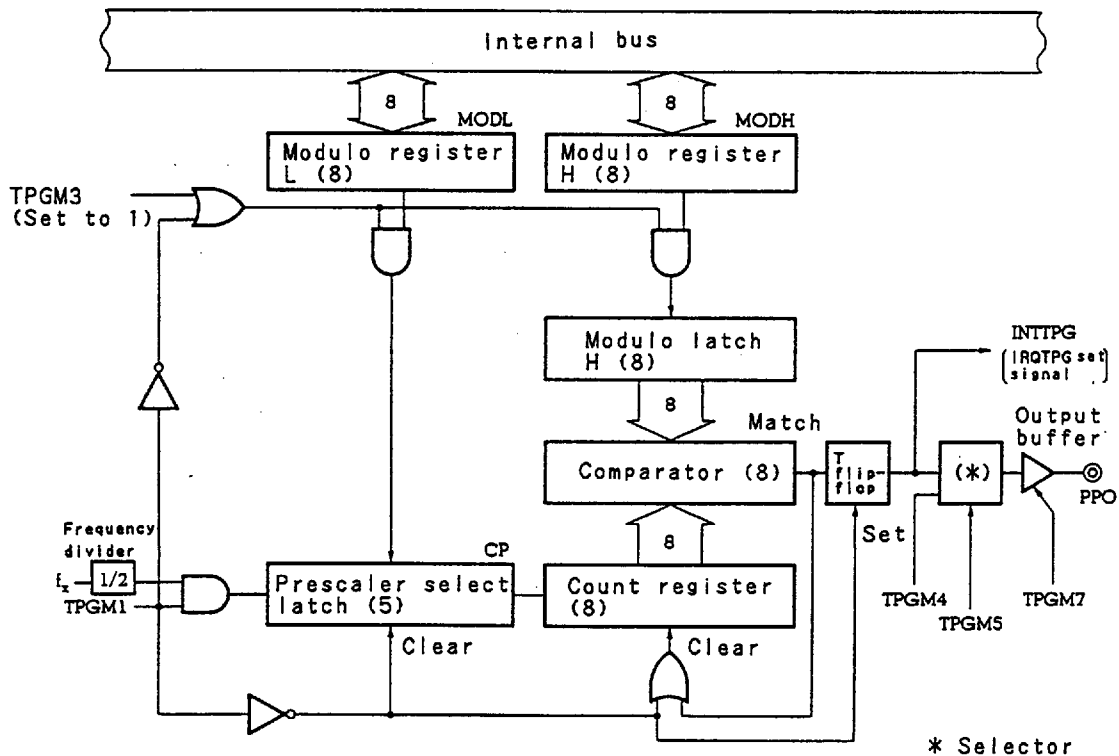 Internal bus
8
8
MODL
MODH
Modulo register
L (8)
Modulo register
H (8)
TPGM3
(Set to 1)
Modulo latch
H (8)
INTTPG
(IRQTPG set
signal)
8
Match
Output
buffer
Comparator (8)
T
flip-
flop
(*)
PPO
Set
8
Frequency
divider
fx
1/2
TPGM1
CP
Prescaler select
latch (5)
Count register
(8)
TPGM4
TPGM5
TPGM7
Clear
Clear
* Selector